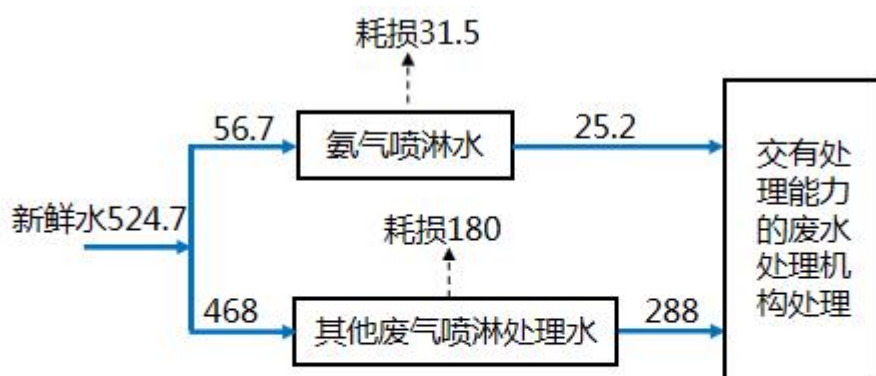 耗损31.5
56.7
氨气喷淋水
25.2
新鲜水524.7
耗损180
468
其他废气喷淋处理水
288
交有处
理能力
的废水
处理机
构处理